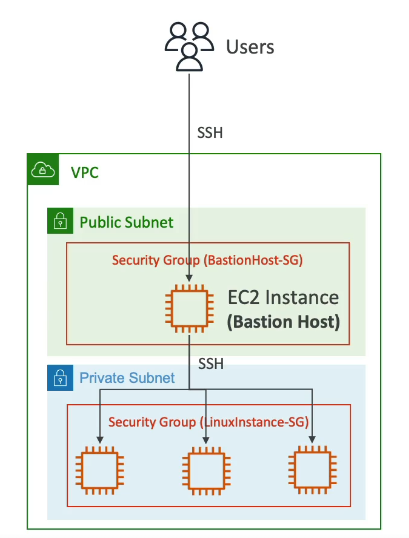 Users
SSH
VPC
Public Subnet
Security Group (BastionHost-SG)
EC2 Instance
(Bastion Host)
SSH
Private Subnet
Security Group (LinuxInstance-SG)